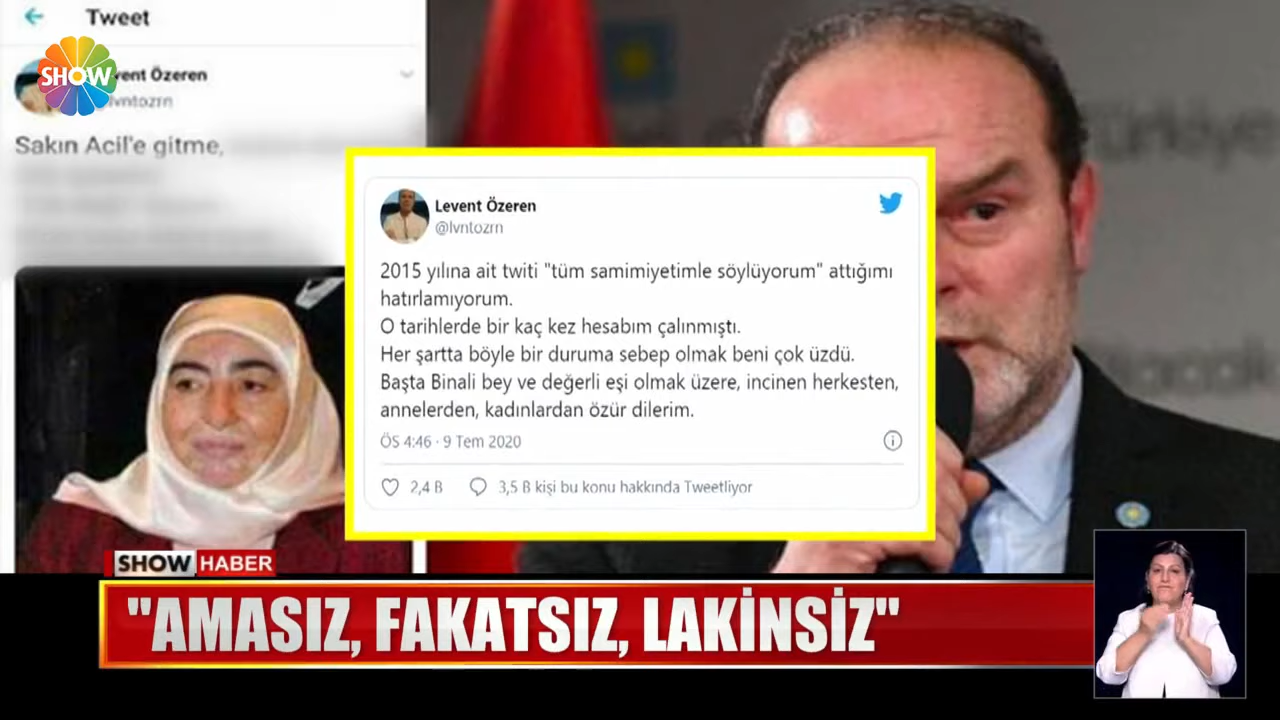 Tweet
SHOW
vent Özeren
lvntozrn
Sakın Acil'e gitme,
Levent Özeren
@lvntozrn
2015 yılına ait twiti "tüm samimiyetimle söylüyorum" attığımı
hatırlamıyorum.
O tarihlerde bir kaç kez hesabım çalınmıştı.
Her şartta böyle bir duruma sebep olmak beni çok üzdü.
Başta Binali bey ve değerli eşi olmak üzere, incinen herkesten,
annelerden, kadınlardan özür dilerim.
ÖS 4:46 · 9 Tem 2020
2,4 B
3,5 B kişi bu konu hakkında Tweetliyor
SHOW HABER
"AMASIZ, FAKATSIZ, LAKİNSİZ"